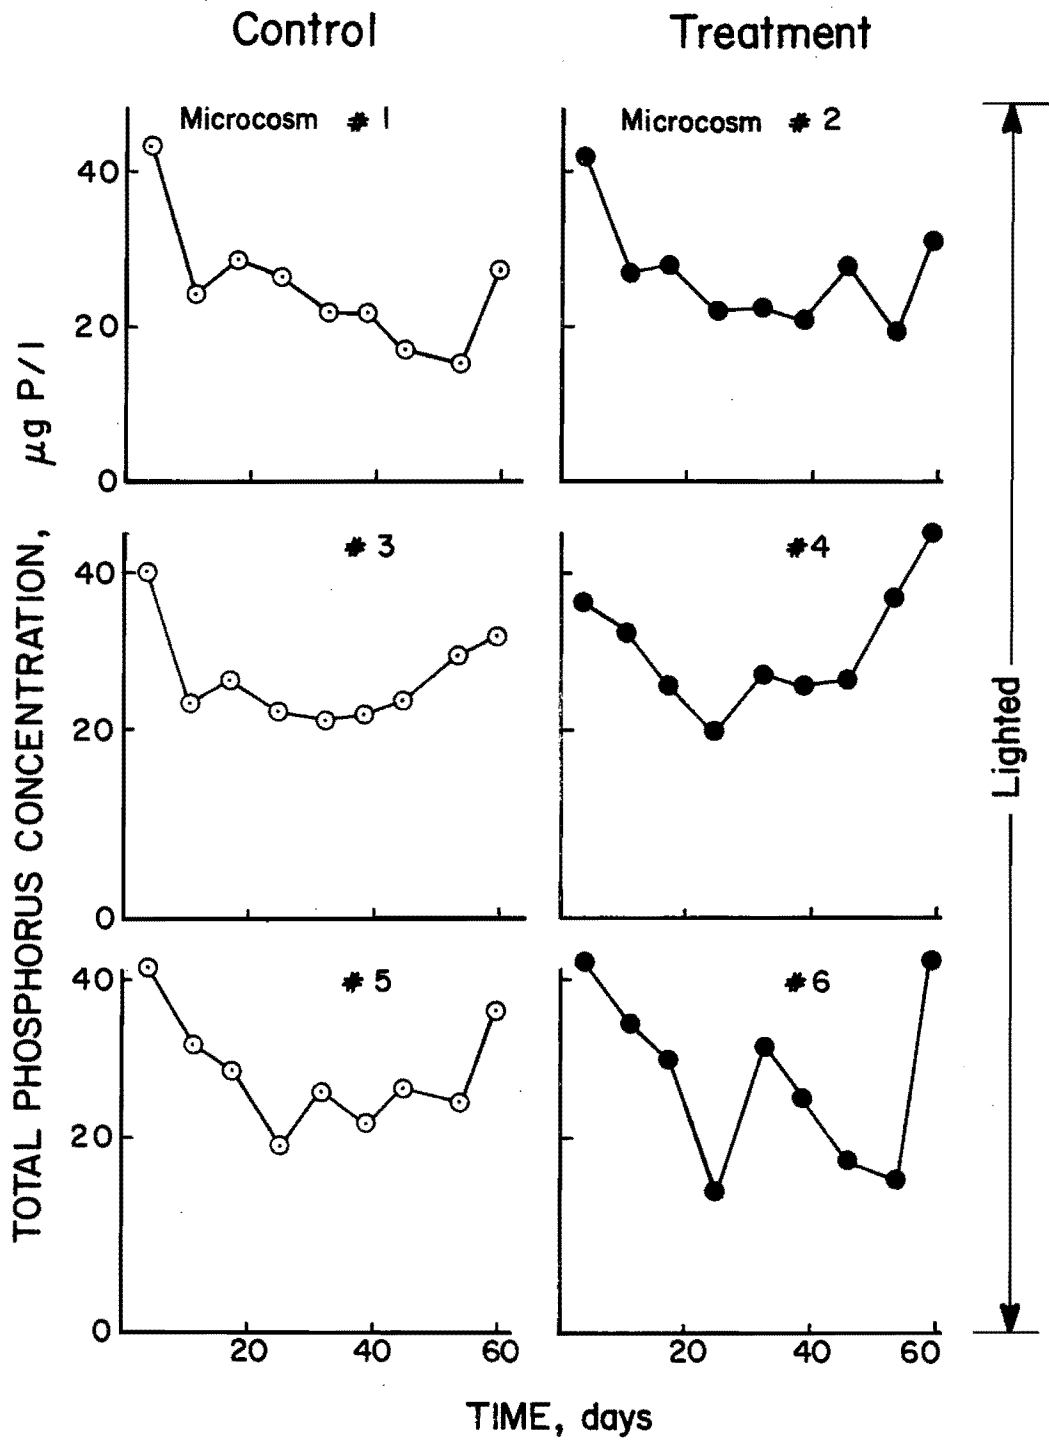 Control
Treatment
Microcosm # 1
Microcosm # 2
40
20
0
# 3
#4
40
20
0
# 5
#6
40
20
0
20 40 60
20 40 60
TIME, days
TOTAL PHOSPHORUS CONCENTRATION, µg P/l
Lighted